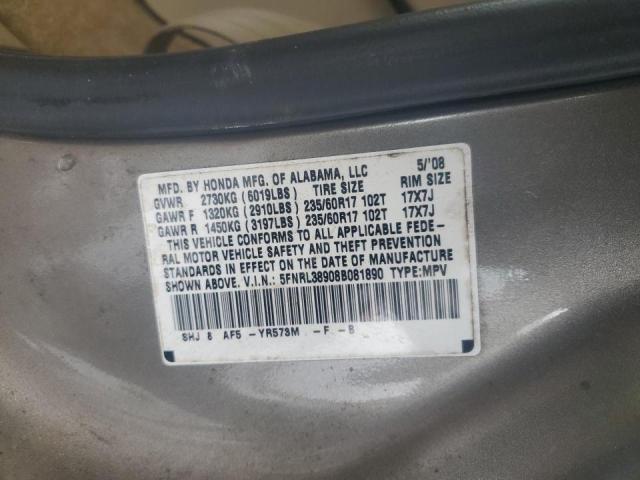 MFD. BY HONDA MFG. OF ALABAMA, LLC 5/'08
GVWR 2730KG (6019LBS) TIRE SIZE RIM SIZE
GAWR F 1320KG (2910LBS) 235/60R17 102T 17X7J
GAWR R 1450KG (3197LBS) 235/60R17 102T 17X7J
THIS VEHICLE CONFORMS TO ALL APPLICABLE FEDE-
RAL MOTOR VEHICLE SAFETY AND THEFT PREVENTION
STANDARDS IN EFFECT ON THE DATE OF MANUFACTURE
SHOWN ABOVE. V.I.N.: 5FNRL38908B081890 TYPE:MPV
SHJ 8 AF5 -YR573M -F -B